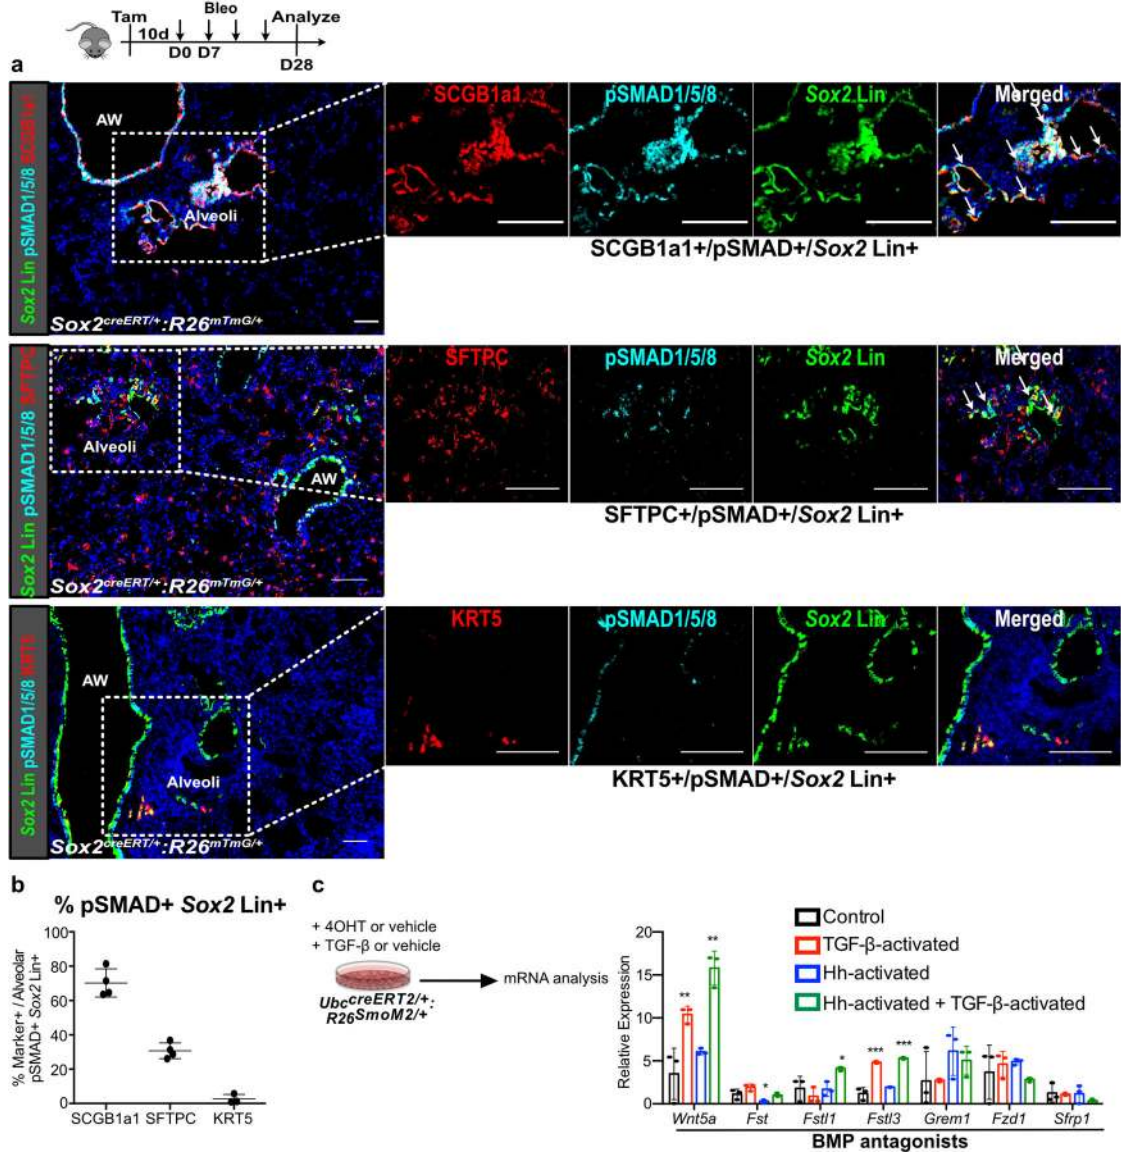 Tam
Bleo
Analyze
10d
D0 D7
D28
a
Sox2 Lin pSMAD1/5/8 SCGB1a1
AW
Alveoli
Sox2creERT/+:R26mTmG/+
SCGB1a1
pSMAD1/5/8
Sox2 Lin
Merged
SCGB1a1+/pSMAD+/Sox2 Lin+
Sox2 Lin pSMAD1/5/8 SFTPC
Alveoli
AW
Sox2creERT/+:R26mTmG/+
SFTPC
pSMAD1/5/8
Sox2 Lin
Merged
SFTPC+/pSMAD+/Sox2 Lin+
Sox2 Lin pSMAD1/5/8 KRT5
AW
Alveoli
Sox2creERT/+:R26mTmG/+
KRT5
pSMAD1/5/8
Sox2 Lin
Merged
KRT5+/pSMAD+/Sox2 Lin+
b
% pSMAD+ Sox2 Lin+
% Marker+ / Alveolar
pSMAD+ Sox2 Lin+
100
80
60
40
20
0
SCGB1a1 SFTPC KRT5
c
+ 4OHT or vehicle
+ TGF-β or vehicle
UbccreERT2/+:
R26SmoM2/+
mRNA analysis
Relative Expression
20
15
10
5
0
Control
TGF-β-activated
Hh-activated
Hh-activated + TGF-β-activated
**
**
*
*
***
***
Wnt5a Fst Fstl1 Fstl3 Grem1 Fzd1 Sfrp1
BMP antagonists